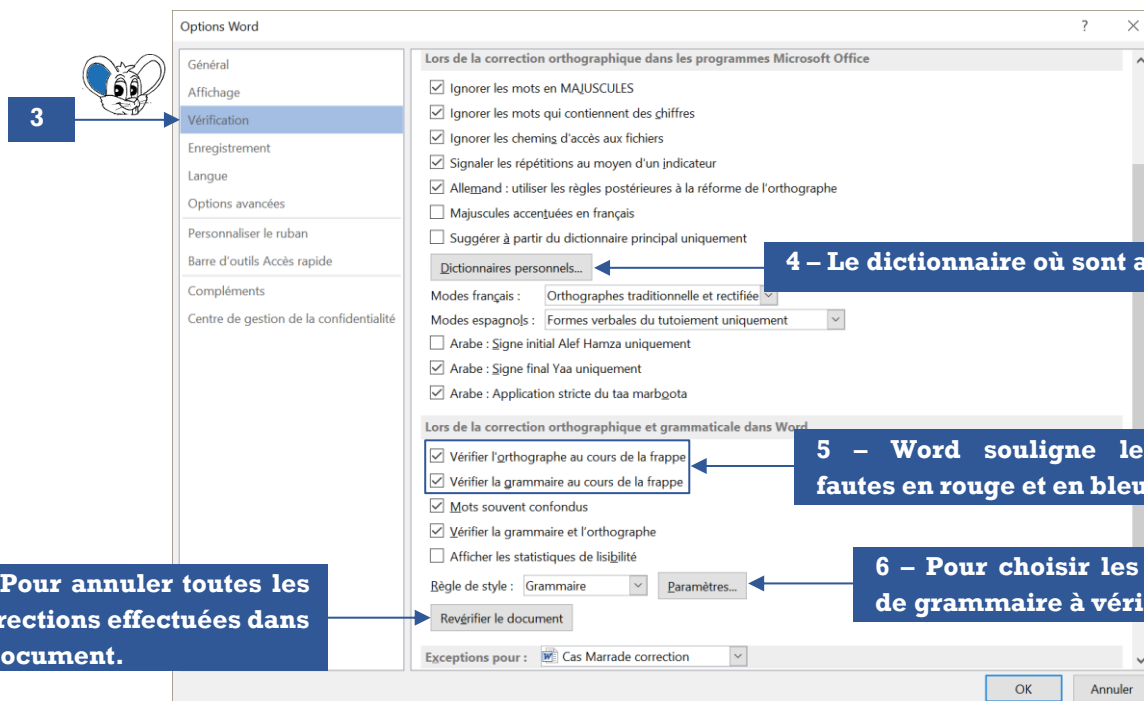 Options Word
?
Général
Affichage
3
Vérification
Enregistrement
Langue
Options avancées
Personnaliser le ruban
Barre d'outils Accès rapide
Compléments
Centre de gestion de la confidentialité
Lors de la correction orthographique dans les programmes Microsoft Office
Ignorer les mots en MAJUSCULES
Ignorer les mots qui contiennent des chiffres
Ignorer les chemins d'accès aux fichiers
Signaler les répétitions au moyen d'un indicateur
Allemand : utiliser les règles postérieures à la réforme de l'orthographe
Majuscules accentuées en français
Suggérer à partir du dictionnaire principal uniquement
Dictionnaires personnels...
4 – Le dictionnaire où sont a
Modes français : Orthographes traditionnelle et rectifiée
Modes espagnols : Formes verbales du tutoiement uniquement
Arabe : Signe initial Alef Hamza uniquement
Arabe : Signe final Yaa uniquement
Arabe : Application stricte du taa marboota
Lors de la correction orthographique et grammaticale dans Word
Vérifier l'orthographe au cours de la frappe
Vérifier la grammaire au cours de la frappe
5 – Word souligne le
fautes en rouge et en bleu
Mots souvent confondus
Vérifier la grammaire et l'orthographe
Afficher les statistiques de lisibilité
Règle de style : Grammaire Paramètres...
6 – Pour choisir les
de grammaire à véri
Pour annuler toutes les
rections effectuées dans
ocument.
Revérifier le document
Exceptions pour : Cas Marrade correction
OK Annuler